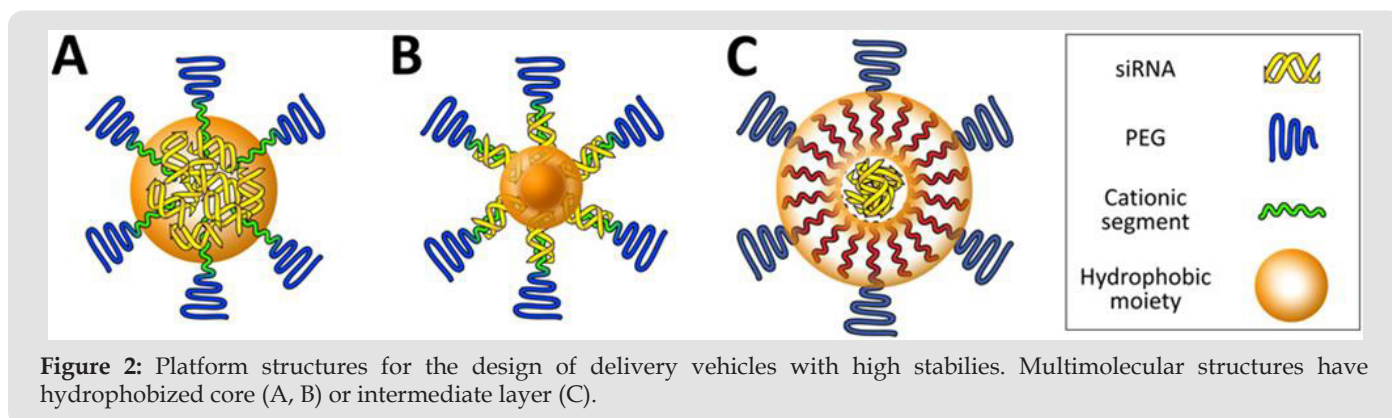 A
B
C
siRNA
PEG
Cationic
segment
Hydrophobic
moiety
Figure 2: Platform structures for the design of delivery vehicles with high stabilies. Multimolecular structures have
hydrophobized core (A, B) or intermediate layer (C).